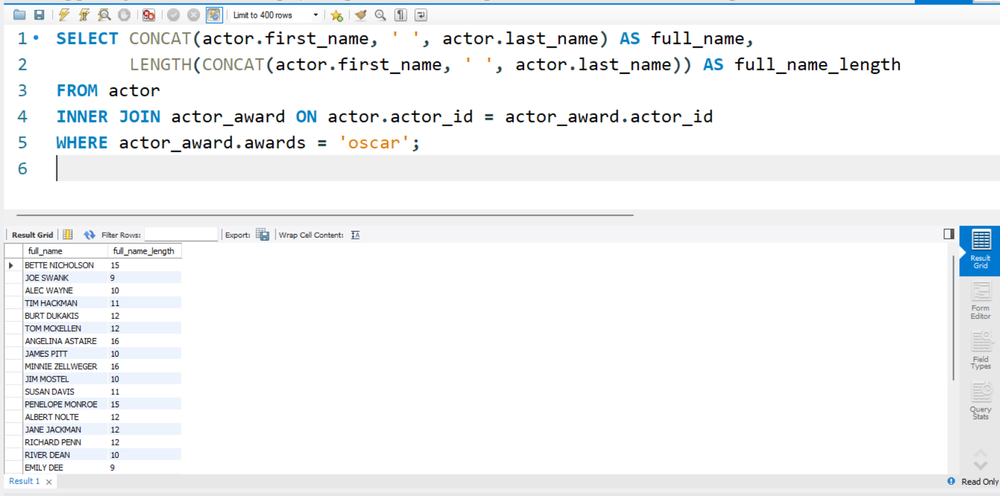 Limit to 400 rows
1 SELECT CONCAT(actor.first_name, ' ', actor.last_name) AS full_name,
2 LENGTH(CONCAT(actor.first_name, ' ', actor.last_name)) AS full_name_length
3 FROM actor
4 INNER JOIN actor_award ON actor.actor_id = actor_award.actor_id
5 WHERE actor_award.awards = 'oscar';
6
Result Grid Filter Rows: Export: Wrap Cell Content:
full_name full_name_length
BETTE NICHOLSON 15
JOE SWANK 9
ALEC WAYNE 10
TIM HACKMAN 11
BURT DUKAKIS 12
TOM MCKELLEN 12
ANGELINA ASTAIRE 16
JAMES PITT 10
MINNIE ZELLWEGER 16
JIM MOSTEL 10
SUSAN DAVIS 11
PENELOPE MONROE 15
ALBERT NOLTE 12
JANE JACKMAN 12
RICHARD PENN 12
RIVER DEAN 10
EMILY DEE 9
Result
Grid
Form
Editor
Field
Types
Query
Stats
Result 1
Read Only